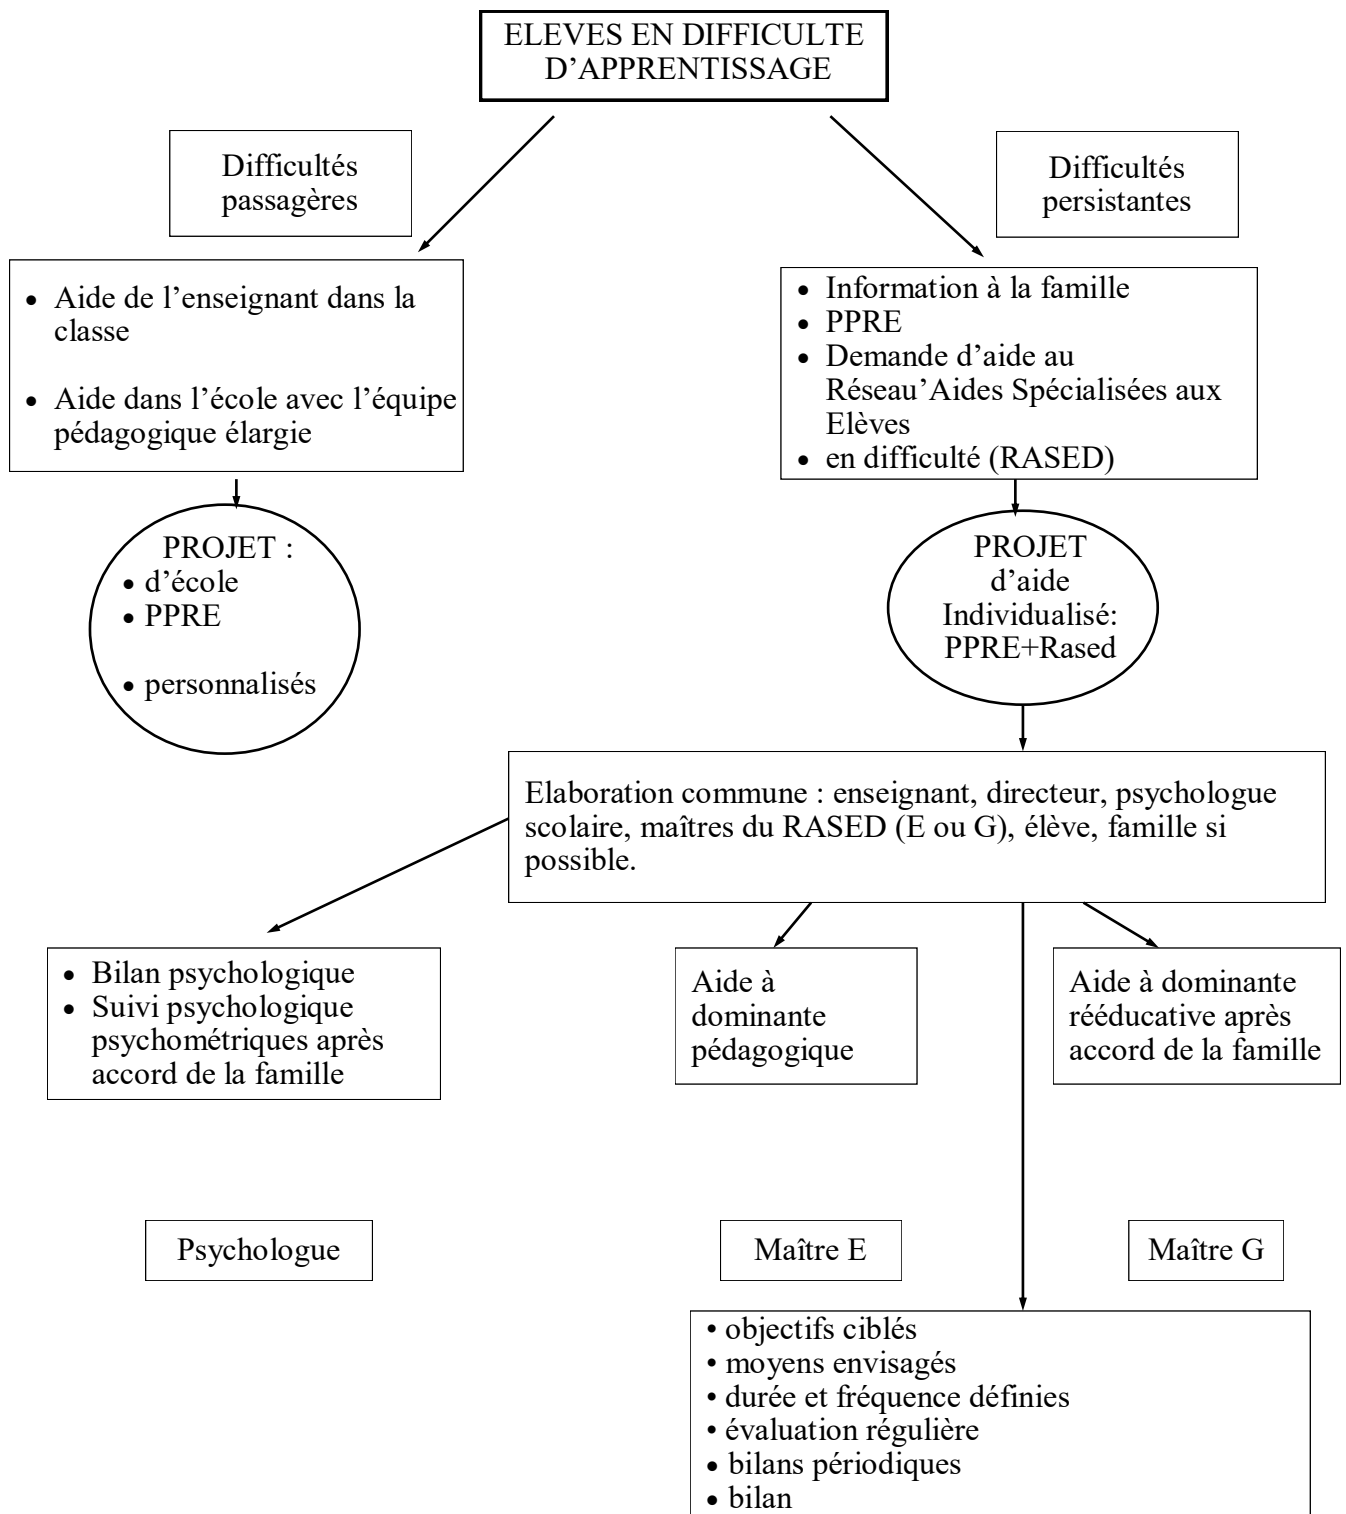 ELEVES EN DIFFICULTE
D’APPRENTISSAGE
Difficultés
passagères
Difficultés
persistantes
• Aide de l’enseignant dans la
classe
• Aide dans l’école avec l’équipe
pédagogique élargie
• Information à la famille
• PPRE
• Demande d’aide au
Réseau’Aides Spécialisées aux
Elèves
• en difficulté (RASED)
PROJET :
• d’école
• PPRE
• personnalisés
PROJET
d’aide
Individualisé:
PPRE+Rased
Elaboration commune : enseignant, directeur, psychologue
scolaire, maîtres du RASED (E ou G), élève, famille si
possible.
• Bilan psychologique
• Suivi psychologique
psychométriques après
accord de la famille
Aide à
dominante
pédagogique
Aide à dominante
rééducative après
accord de la famille
Psychologue
Maître E
Maître G
• objectifs ciblés
• moyens envisagés
• durée et fréquence définies
• évaluation régulière
• bilans périodiques
• bilan